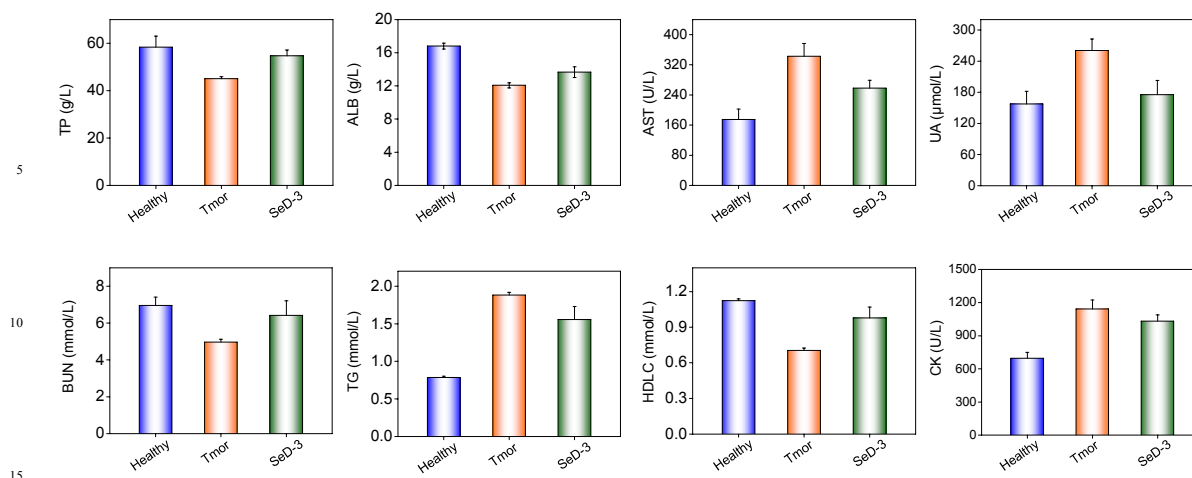 TP (g/L)
60
40
20
0
Healthy
Tmor
SeD-3
ALB (g/L)
20
16
12
8
4
0
Healthy
Tmor
SeD-3
AST (U/L)
400
320
240
160
80
0
Healthy
Tmor
SeD-3
UA (μmol/L)
300
240
180
120
60
0
Healthy
Tmor
SeD-3
5
BUN (mmol/L)
8
6
4
2
0
Healthy
Tmor
SeD-3
TG (mmol/L)
2.0
1.5
1.0
0.5
0.0
Healthy
Tmor
SeD-3
HDLC (mmol/L)
1.2
0.9
0.6
0.3
0.0
Healthy
Tmor
SeD-3
CK (U/L)
1500
1200
900
600
300
0
Healthy
Tmor
SeD-3
10
15